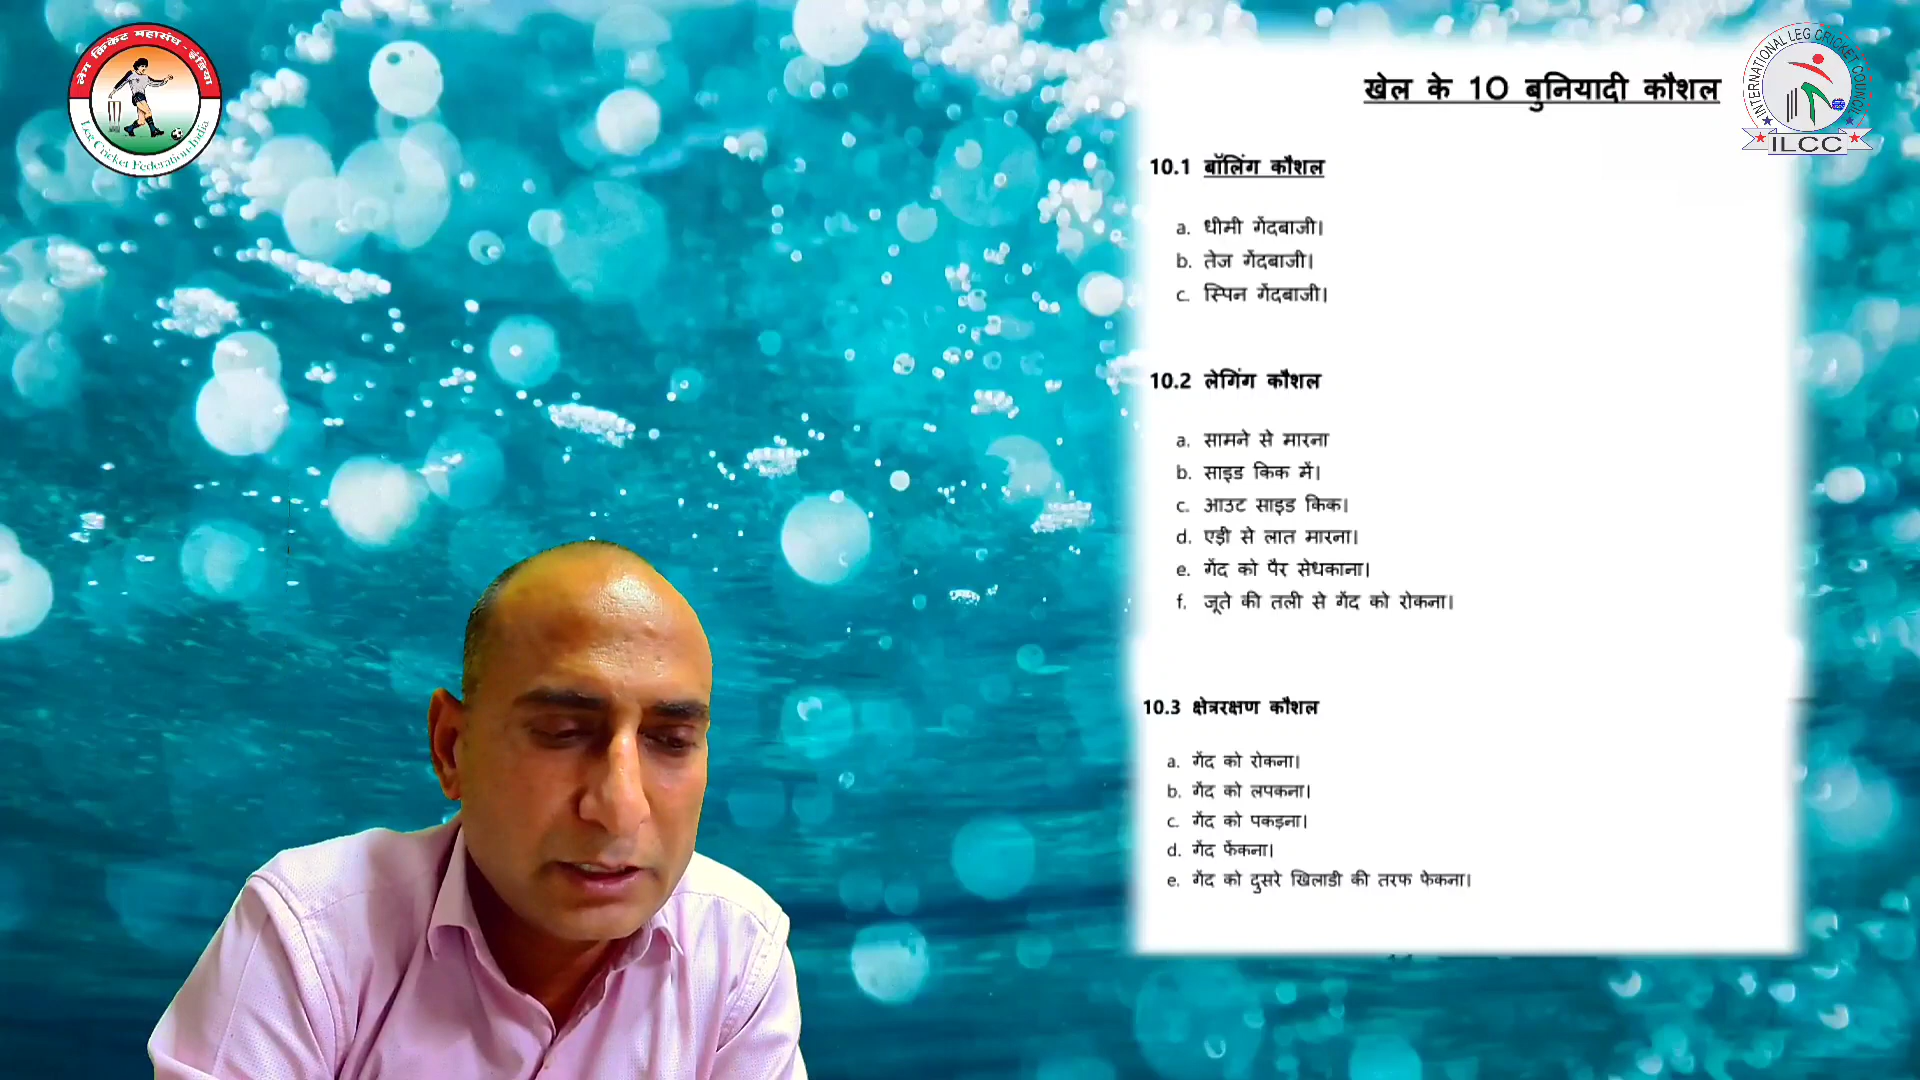 लेग क्रिकेट महासंघ - इंडिया
Leg Cricket Federation-India
INTERNATIONAL LEG CRICKET COUNCIL
ILCC
खेल के 10 बुनियादी कौशल
10.1 बॉलिंग कौशल
a. धीमी गेंदबाजी।
b. तेज गेंदबाजी।
c. स्पिन गेंदबाजी।
10.2 लेगिंग कौशल
a. सामने से मारना
b. साइड किक में।
c. आउट साइड किक।
d. एड़ी से लात मारना।
e. गेंद को पैर सेधकाना।
f. जूते की तली से गेंद को रोकना।
10.3 क्षेत्ररक्षण कौशल
a. गेंद को रोकना।
b. गेंद को लपकना।
c. गेंद को पकड़ना।
d. गेंद फेंकना।
e. गेंद को दुसरे खिलाडी की तरफ फेकना।